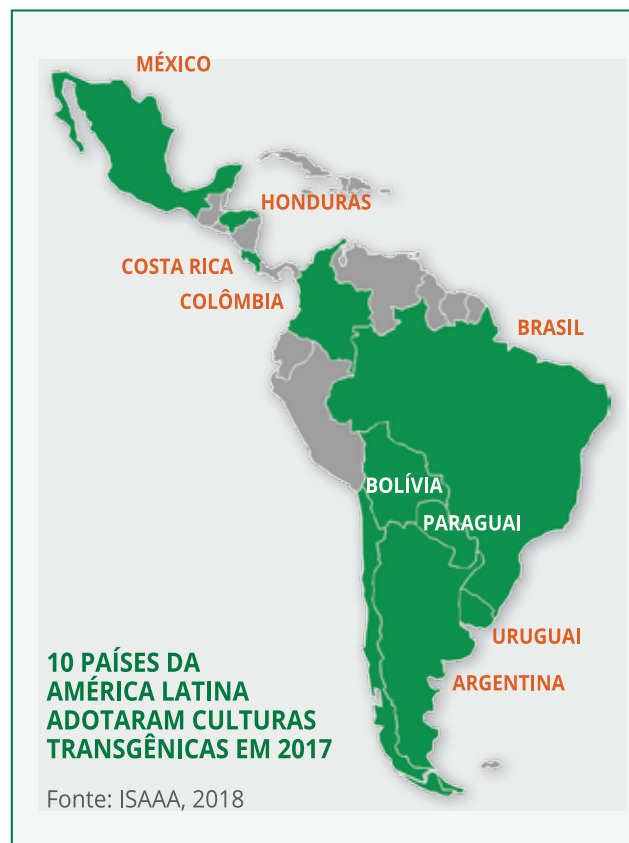 MÉXICO
HONDURAS
COSTA RICA
COLÔMBIA
BRASIL
BOLÍVIA
PARAGUAI
URUGUAI
ARGENTINA
10 PAÍSES DA
AMÉRICA LATINA
ADOTARAM CULTURAS
TRANSGÊNICAS EM 2017
Fonte: ISAAA, 2018